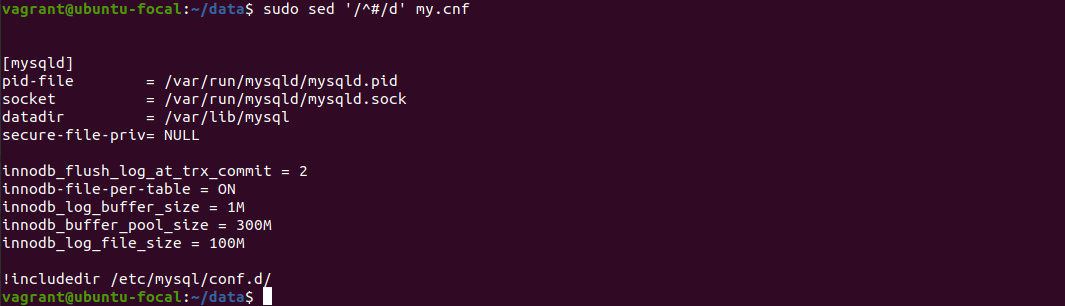 vagrant@ubuntu-focal:~/data$ sudo sed '/^#/d' my.cnf
[mysqld]
pid-file        = /var/run/mysqld/mysqld.pid
socket          = /var/run/mysqld/mysqld.sock
datadir         = /var/lib/mysql
secure-file-priv= NULL
innodb_flush_log_at_trx_commit = 2
innodb-file-per-table = ON
innodb_log_buffer_size = 1M
innodb_buffer_pool_size = 300M
innodb_log_file_size = 100M
!includedir /etc/mysql/conf.d/
vagrant@ubuntu-focal:~/data$